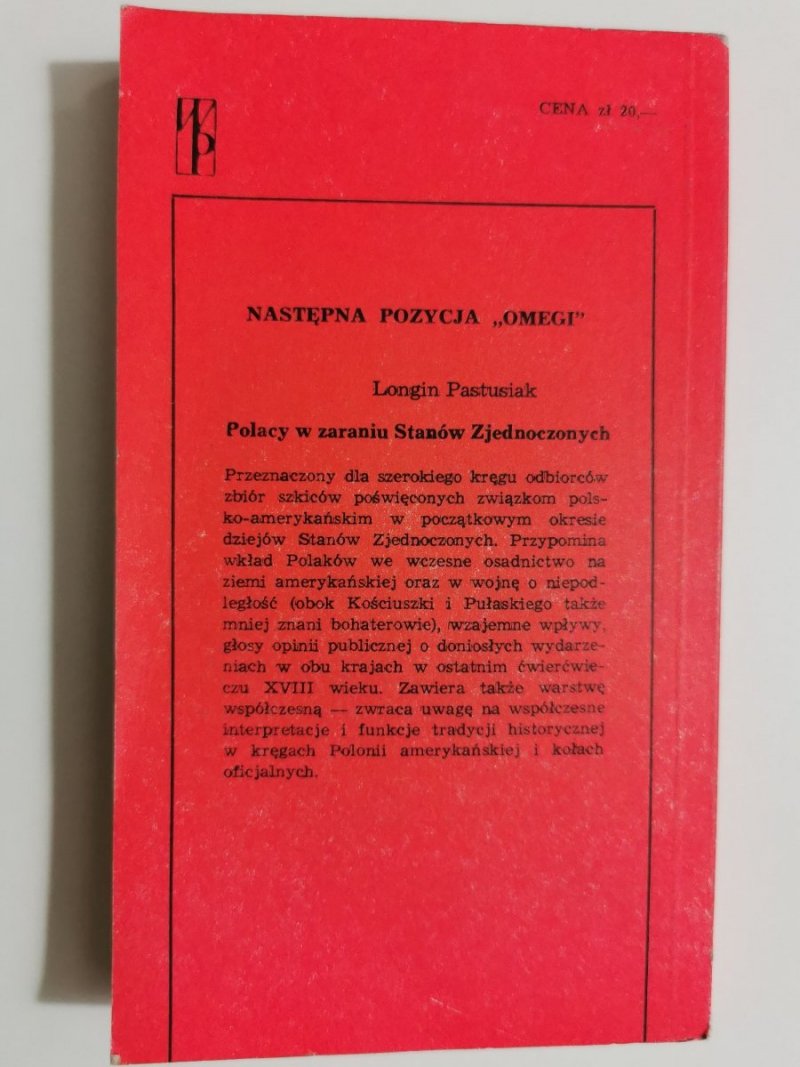 WP
CENA zł 20,—
NASTĘPNA POZYCJA „OMEGI”
Longin Pastusiak
Polacy w zaraniu Stanów Zjednoczonych
Przeznaczony dla szerokiego kręgu odbiorców
zbiór szkiców poświęconych związkom pols-
ko-amerykańskim w początkowym okresie
dziejów Stanów Zjednoczonych. Przypomina
wkład Polaków we wczesne osadnictwo na
ziemi amerykańskiej oraz w wojnę o niepod-
ległość (obok Kościuszki i Pułaskiego także
mniej znani bohaterowie), wzajemne wpływy,
głosy opinii publicznej o doniosłych wydarze-
niach w obu krajach w ostatnim ćwierćwie-
czu XVIII wieku. Zawiera także warstwę
współczesną — zwraca uwagę na współczesne
interpretacje i funkcje tradycji historycznej
w kręgach Polonii amerykańskiej i kołach
oficjalnych.